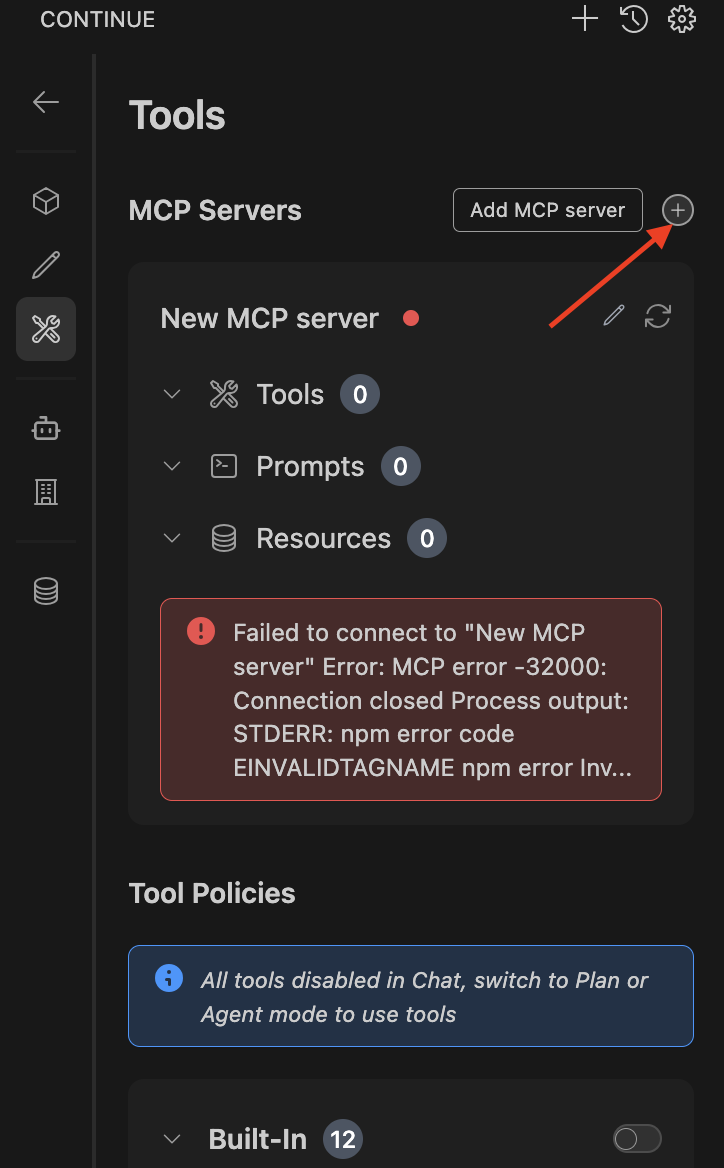 CONTINUE
Tools
MCP Servers
Add MCP server
New MCP server
Tools 0
Prompts 0
Resources 0
Failed to connect to "New MCP
server" Error: MCP error -32000:
Connection closed Process output:
STDERR: npm error code
EINVALIDTAGNAME npm error Inv...
Tool Policies
All tools disabled in Chat, switch to Plan or
Agent mode to use tools
Built-In 12